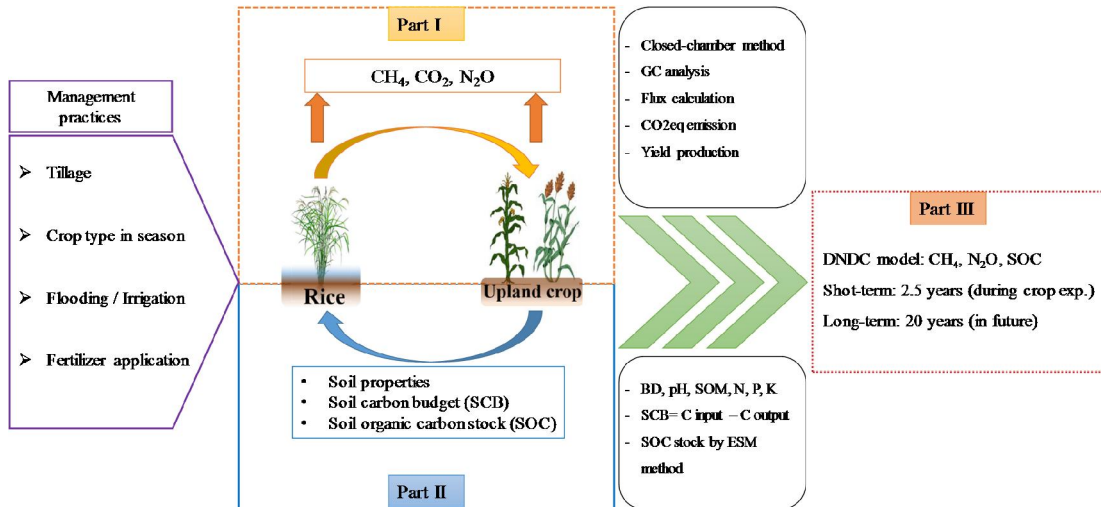 Management
practices
➢ Tillage
➢ Crop type in season
➢ Flooding / Irrigation
➢ Fertilizer application
Part I
CH₄, CO₂, N₂O
Rice
Upland crop
• Soil properties
• Soil carbon budget (SCB)
• Soil organic carbon stock (SOC)
Part II
- Closed-chamber method
- GC analysis
- Flux calculation
- CO2eq emission
- Yield production
- BD, pH, SOM, N, P, K
- SCB= C input – C output
- SOC stock by ESM
method
Part III
DNDC model: CH₄, N₂O, SOC
Shot-term: 2.5 years (during crop exp.)
Long-term: 20 years (in future)